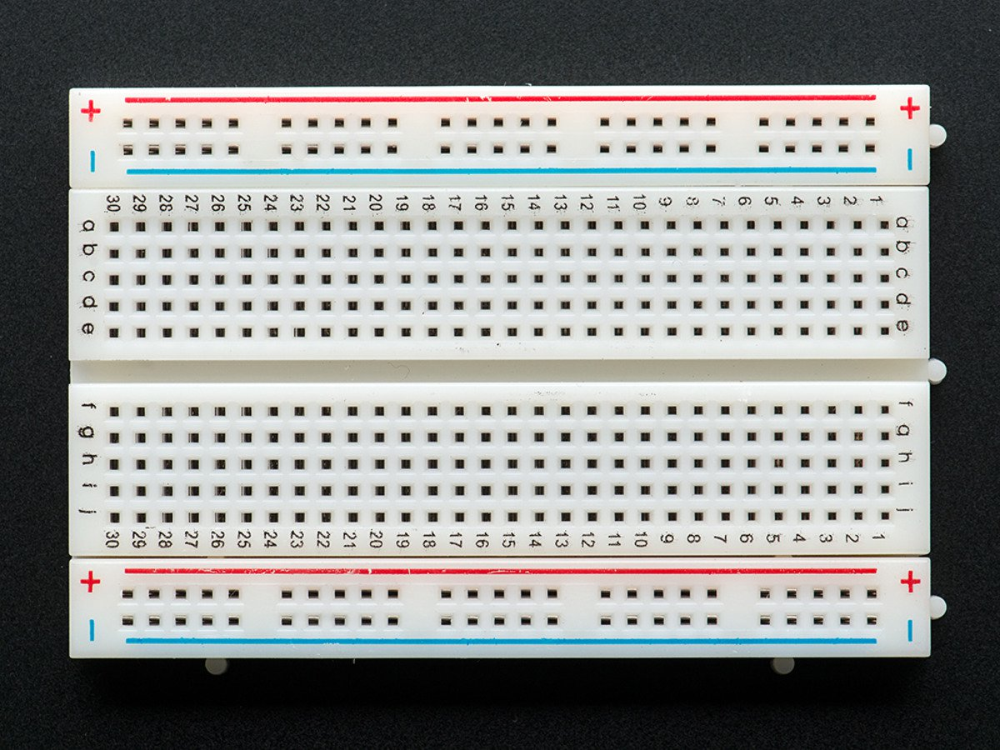 + +
− −
30 29 28 27 26 25 24 23 22 21 20 19 18 17 16 15 14 13 12 11 10 9 8 7 6 5 4 3 2 1
a a
b b
c c
d d
e e
f f
g g
h h
i i
j j
30 29 28 27 26 25 24 23 22 21 20 19 18 17 16 15 14 13 12 11 10 9 8 7 6 5 4 3 2 1
+ +
− −